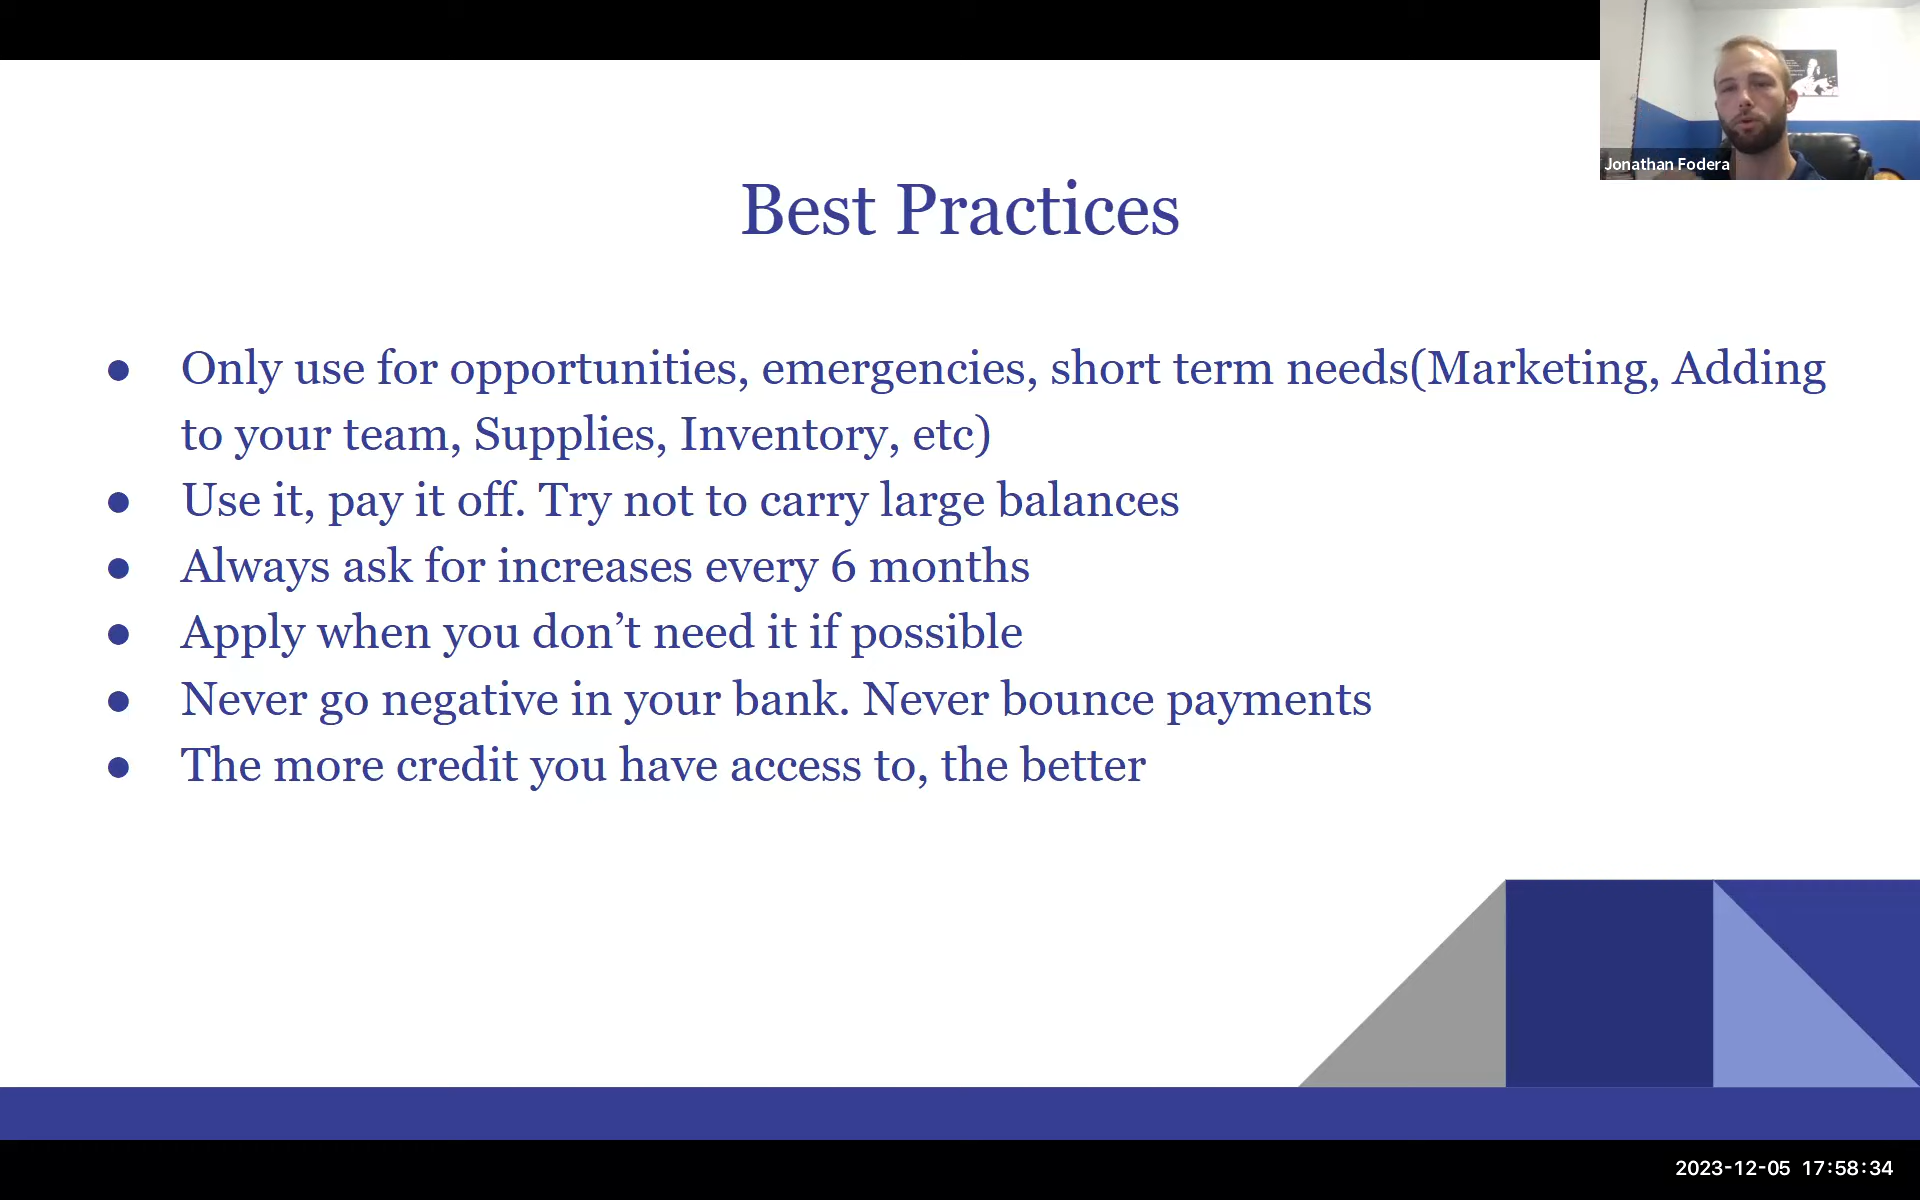 Jonathan Fodera
Best Practices
● Only use for opportunities, emergencies, short term needs(Marketing, Adding
to your team, Supplies, Inventory, etc)
● Use it, pay it off. Try not to carry large balances
● Always ask for increases every 6 months
● Apply when you don’t need it if possible
● Never go negative in your bank. Never bounce payments
● The more credit you have access to, the better
2023-12-05 17:58:34